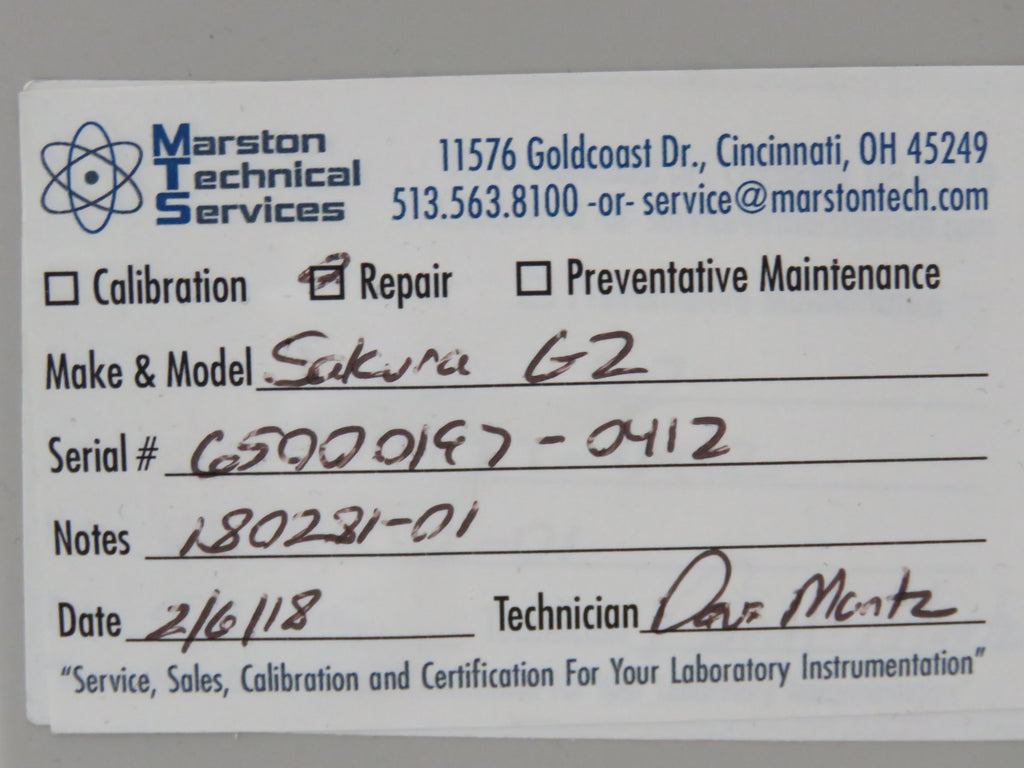 Marston
Technical
Services
11576 Goldcoast Dr., Cincinnati, OH 45249
513.563.8100 -or- service@marstontech.com
Calibration Repair Preventative Maintenance
Make & Model Sakura G2
Serial # 65000197-0412
Notes 180281-01
Date 2/6/18 Technician Dave
"Service, Sales, Calibration and Certification For Your Laboratory Instrumentation"